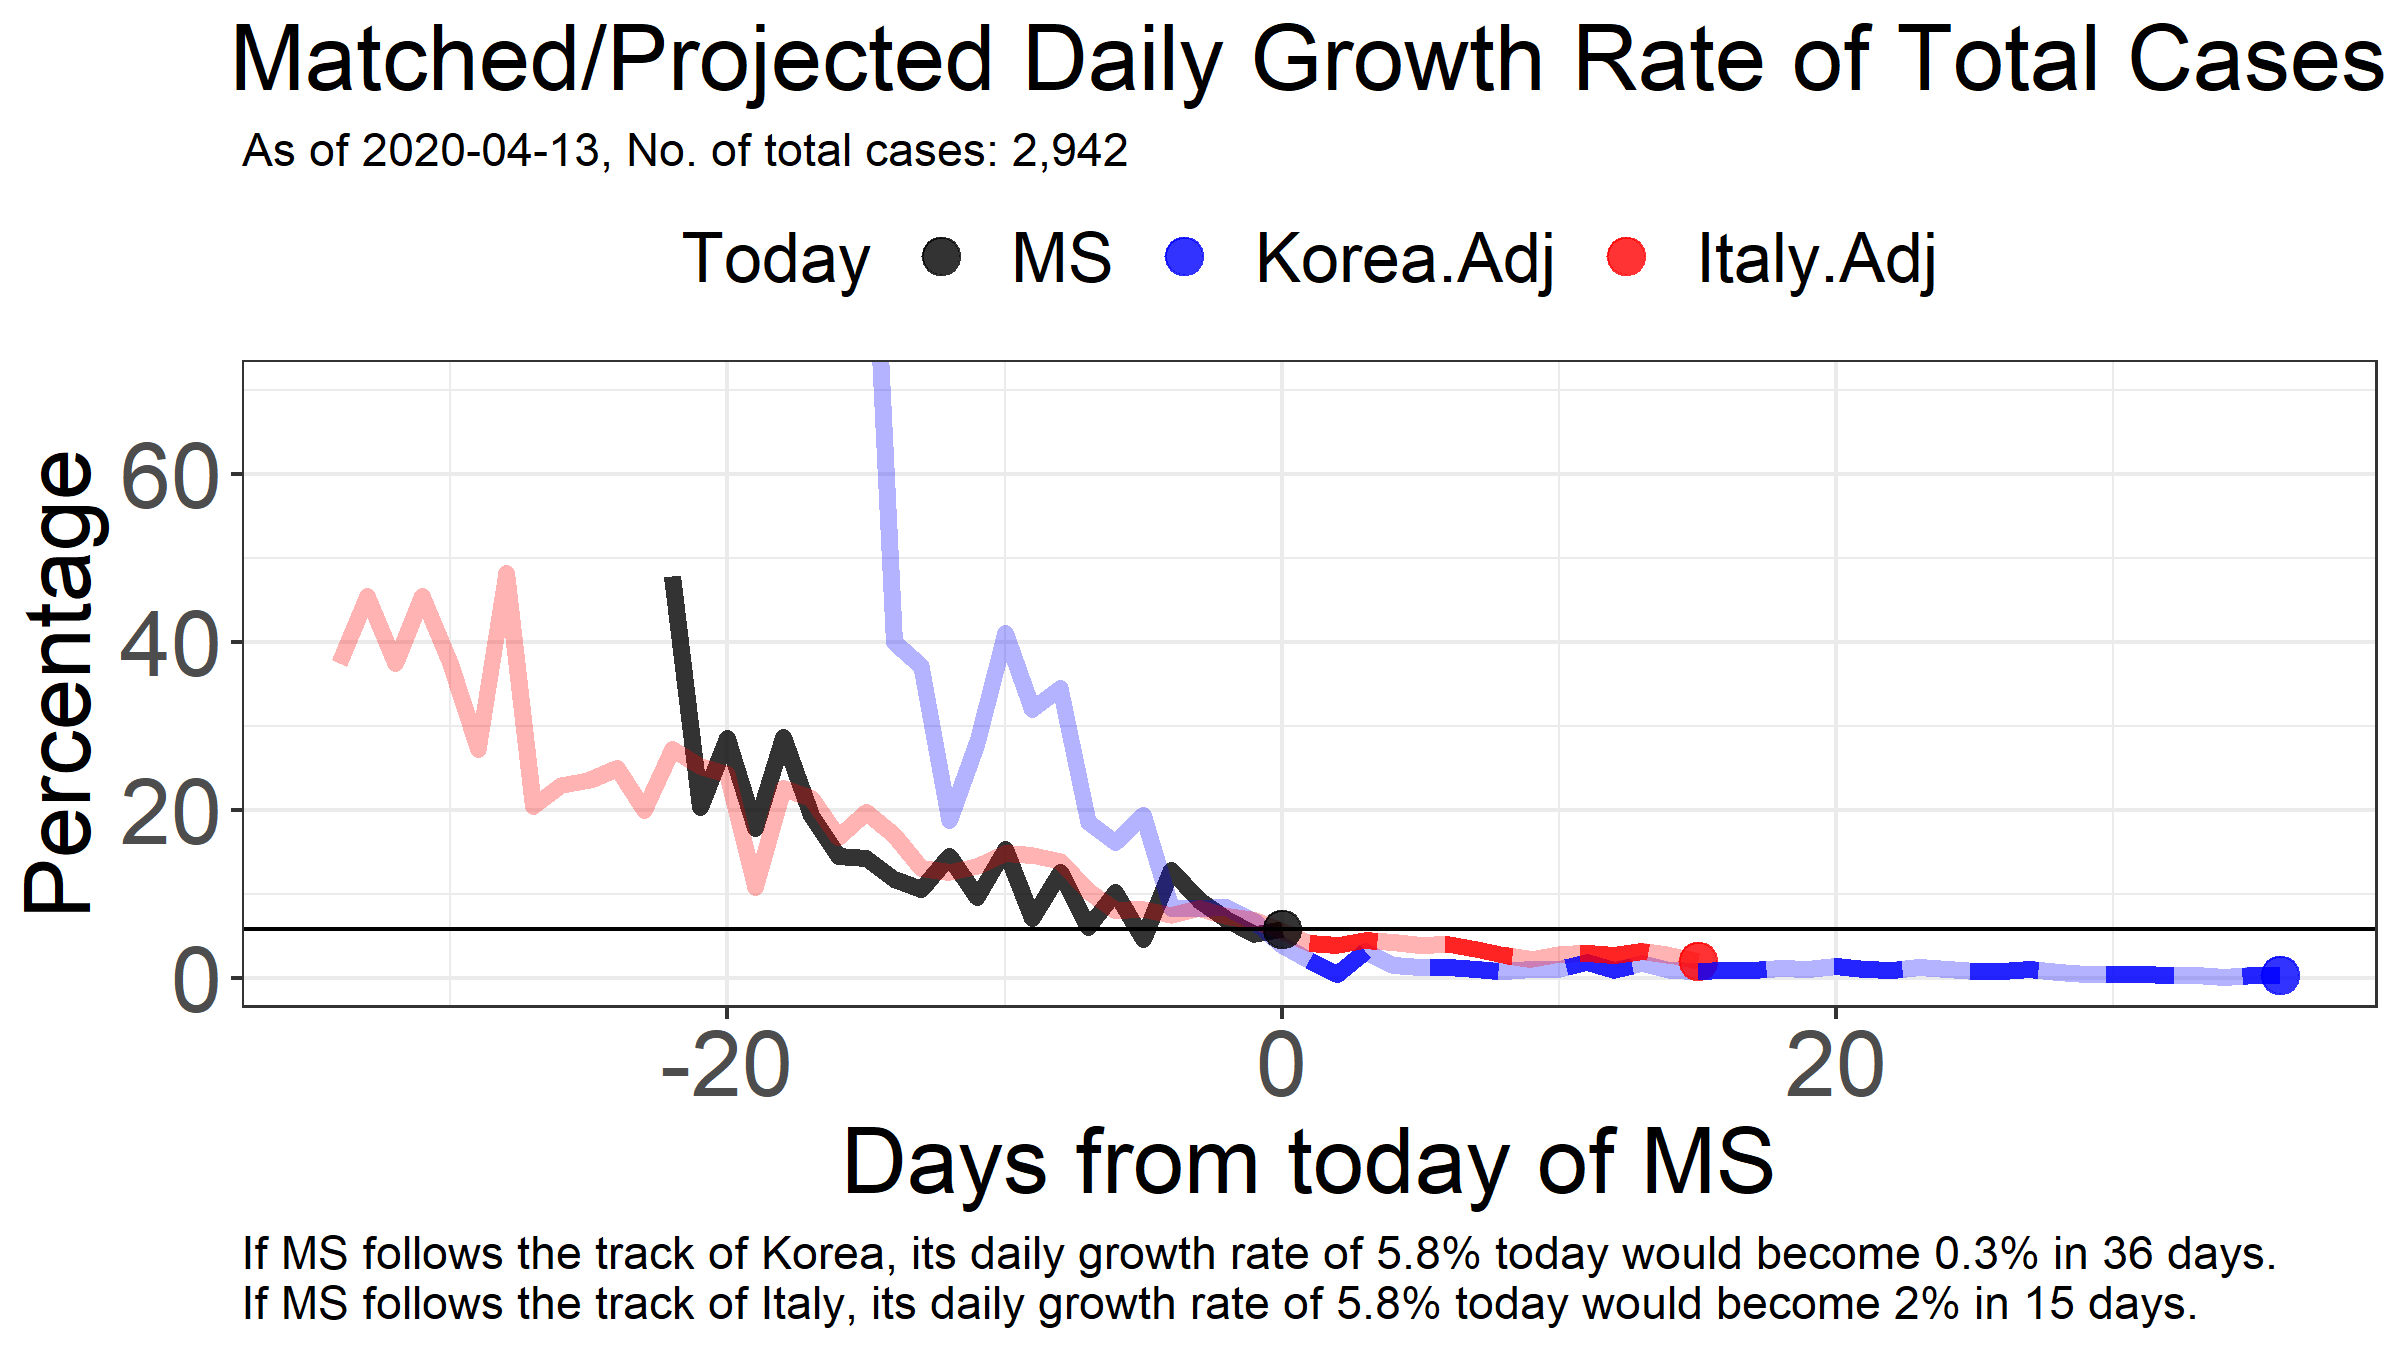 Matched/Projected Daily Growth Rate of Total Cases
As of 2020-04-13, No. of total cases: 2,942
Today MS Korea.Adj Italy.Adj
Percentage
60
40
20
0
-20 0 20
Days from today of MS
If MS follows the track of Korea, its daily growth rate of 5.8% today would become 0.3% in 36 days.
If MS follows the track of Italy, its daily growth rate of 5.8% today would become 2% in 15 days.